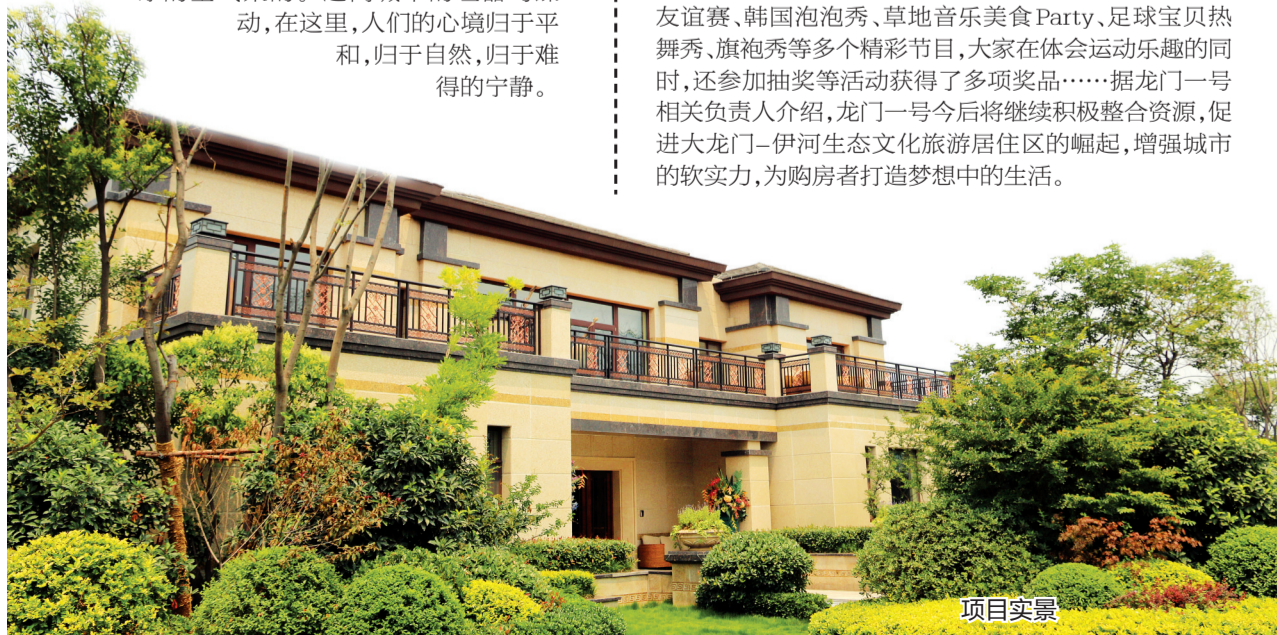 动,在这里,人们的心境归于平
和,归于自然,归于难
得的宁静。
友谊赛、韩国泡泡秀、草地音乐美食Party、足球宝贝热
舞秀、旗袍秀等多个精彩节目,大家在体会运动乐趣的同
时,还参加抽奖等活动获得了多项奖品……据龙门一号
相关负责人介绍,龙门一号今后将继续积极整合资源,促
进大龙门-伊河生态文化旅游居住区的崛起,增强城市
的软实力,为购房者打造梦想中的生活。
项目实景